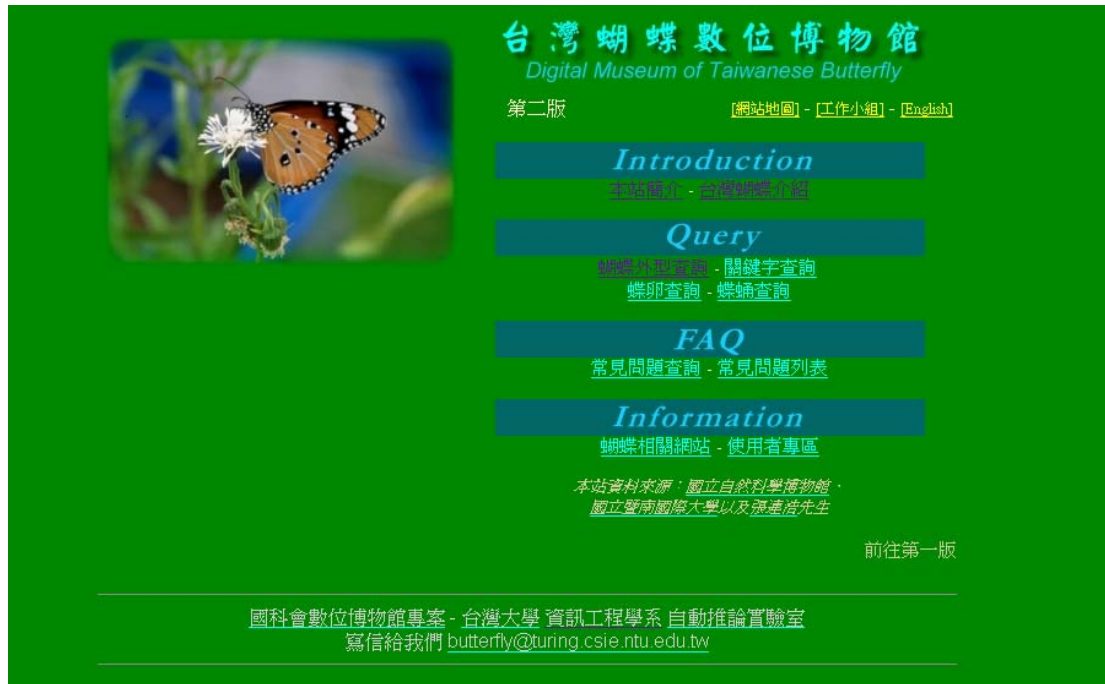 台灣蝴蝶數位博物館
Digital Museum of Taiwanese Butterfly
第二版 [網站地圖] - [工作小組] - [English]
Introduction
本站簡介 - 台灣蝴蝶介紹
Query
蝴蝶外型查詢 - 關鍵字查詢
蝶卵查詢 - 蝶蛹查詢
FAQ
常見問題查詢 - 常見問題列表
Information
蝴蝶相關網站 - 使用者專區
本站資料來源：國立自然科學博物館、
國立暨南國際大學以及張連浩先生
前往第一版
國科會數位博物館專案 - 台灣大學 資訊工程學系 自動推論實驗室
寫信給我們 butterfly@turing.csie.ntu.edu.tw